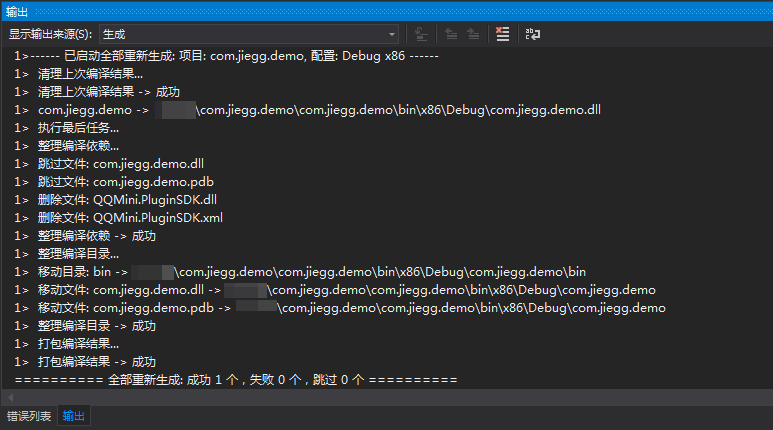 输出
显示输出来源(S): 生成
1>------ 已启动全部重新生成: 项目: com.jiegg.demo, 配置: Debug x86 ------
1> 清理上次编译结果...
1> 清理上次编译结果 -> 成功
1> com.jiegg.demo -> \com.jiegg.demo\com.jiegg.demo\bin\x86\Debug\com.jiegg.demo.dll
1> 执行最后任务...
1> 整理编译依赖...
1> 跳过文件: com.jiegg.demo.dll
1> 跳过文件: com.jiegg.demo.pdb
1> 删除文件: QQMini.PluginSDK.dll
1> 删除文件: QQMini.PluginSDK.xml
1> 整理编译依赖 -> 成功
1> 整理编译目录...
1> 移动目录: bin -> \com.jiegg.demo\com.jiegg.demo\bin\x86\Debug\com.jiegg.demo\bin
1> 移动文件: com.jiegg.demo.dll -> \com.jiegg.demo\com.jiegg.demo\bin\x86\Debug\com.jiegg.demo
1> 移动文件: com.jiegg.demo.pdb -> \com.jiegg.demo\com.jiegg.demo\bin\x86\Debug\com.jiegg.demo
1> 整理编译目录 -> 成功
1> 打包编译结果...
1> 打包编译结果 -> 成功
========== 全部重新生成: 成功 1 个，失败 0 个，跳过 0 个 ==========
错误列表 输出